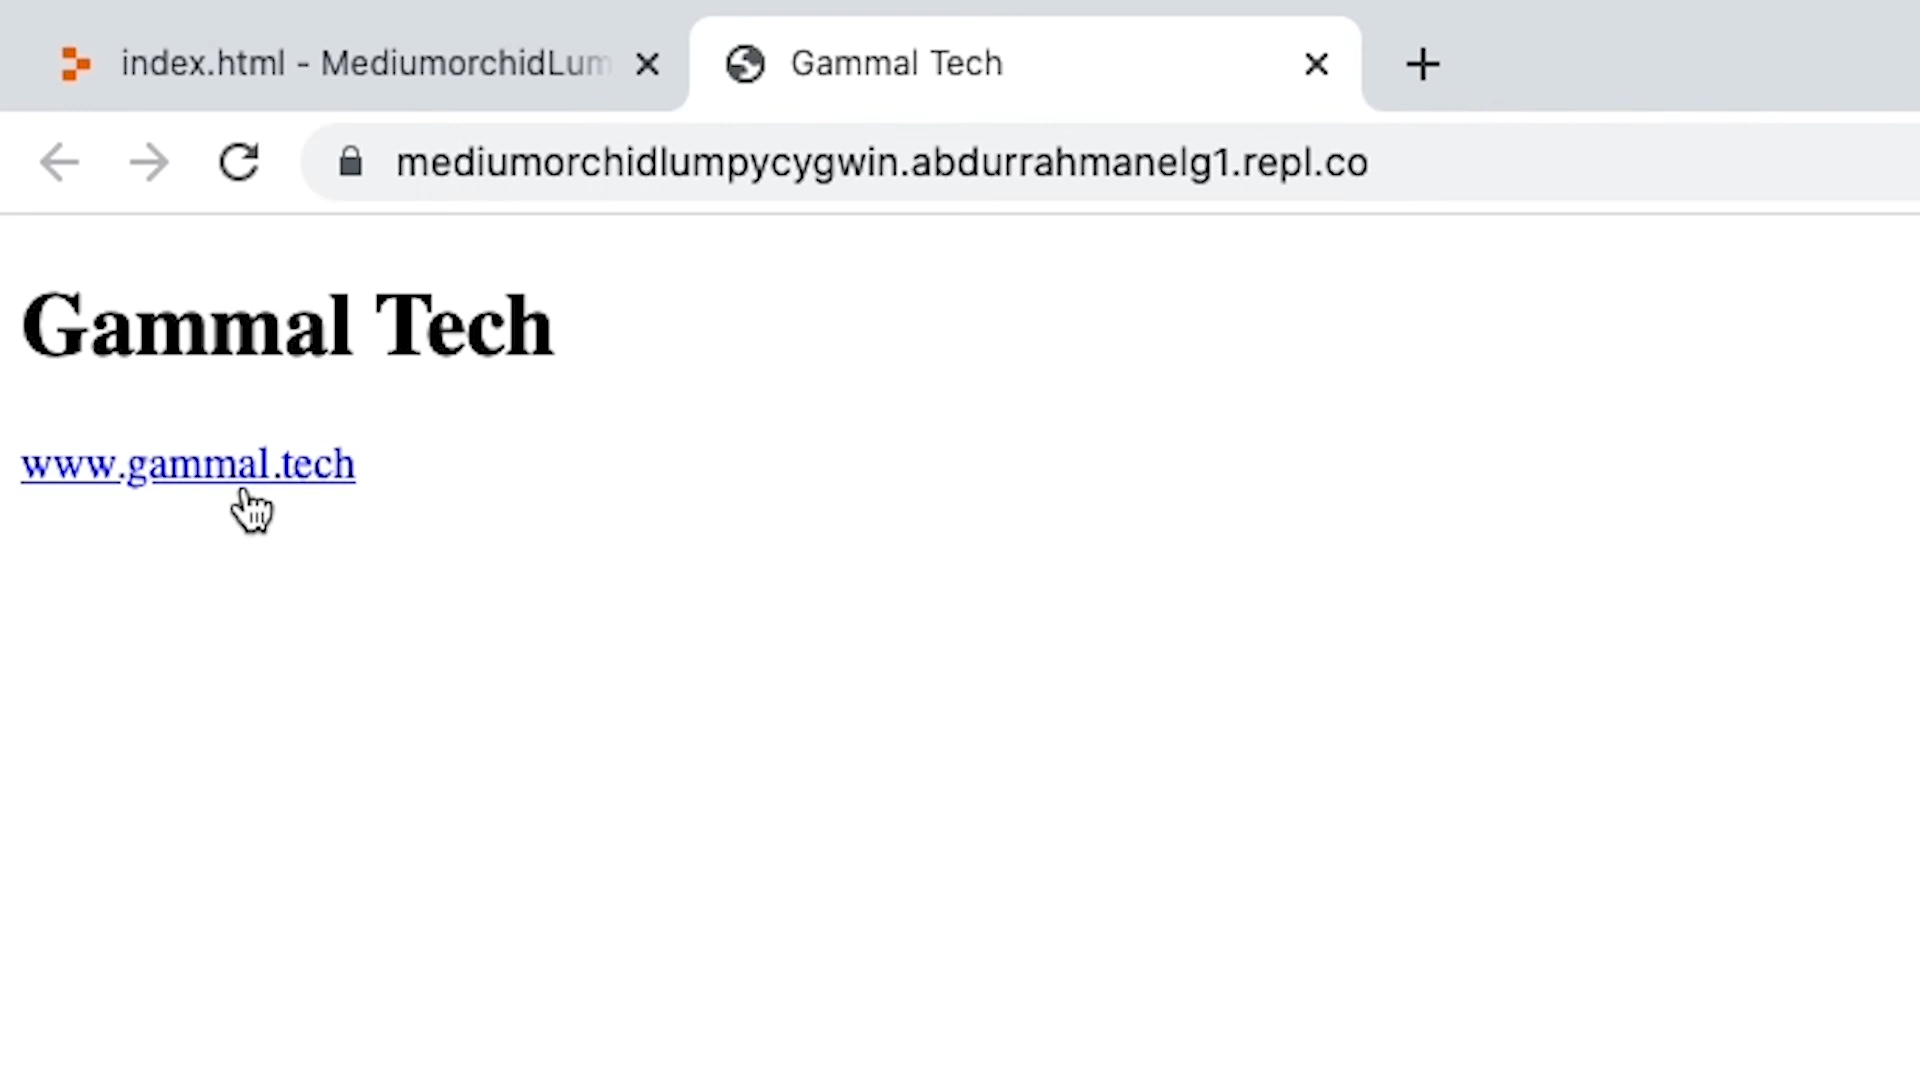 index.html - MediumorchidLum
Gammal Tech
mediumorchidlumpycygwin.abdurrahmanelg1.repl.co
Gammal Tech
www.gammal.tech